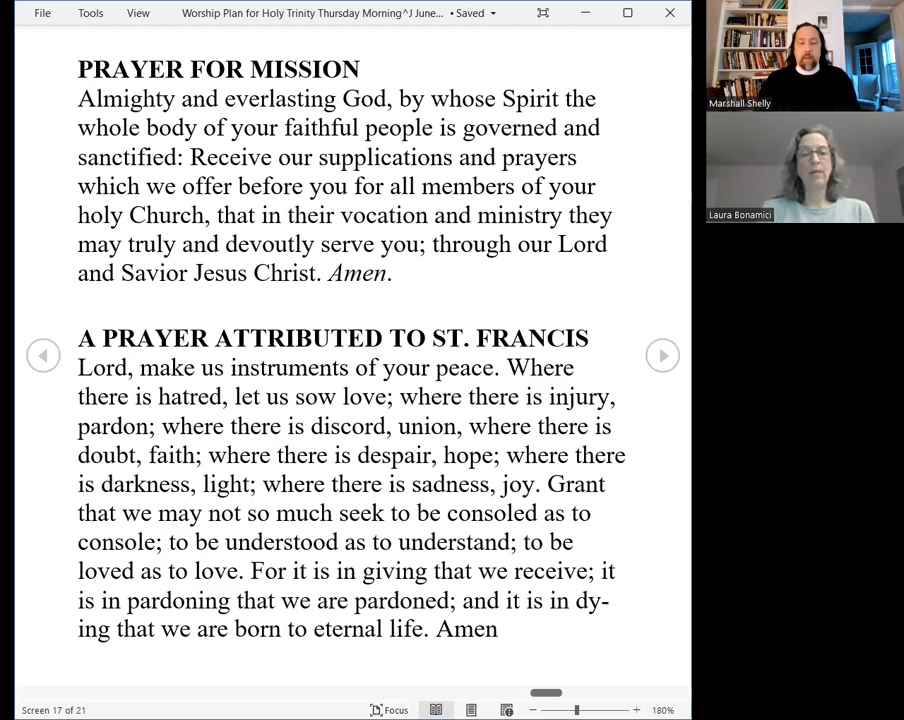 File Tools View Worship Plan for Holy Trinity Thursday Morning^J June... • Saved
PRAYER FOR MISSION
Almighty and everlasting God, by whose Spirit the
whole body of your faithful people is governed and
sanctified: Receive our supplications and prayers
which we offer before you for all members of your
holy Church, that in their vocation and ministry they
may truly and devoutly serve you; through our Lord
and Savior Jesus Christ. Amen.
A PRAYER ATTRIBUTED TO ST. FRANCIS
Lord, make us instruments of your peace. Where
there is hatred, let us sow love; where there is injury,
pardon; where there is discord, union, where there is
doubt, faith; where there is despair, hope; where there
is darkness, light; where there is sadness, joy. Grant
that we may not so much seek to be consoled as to
console; to be understood as to understand; to be
loved as to love. For it is in giving that we receive; it
is in pardoning that we are pardoned; and it is in dy-
ing that we are born to eternal life. Amen
Screen 17 of 21 Focus 180%
Marshall Shelly
Laura Bonamici